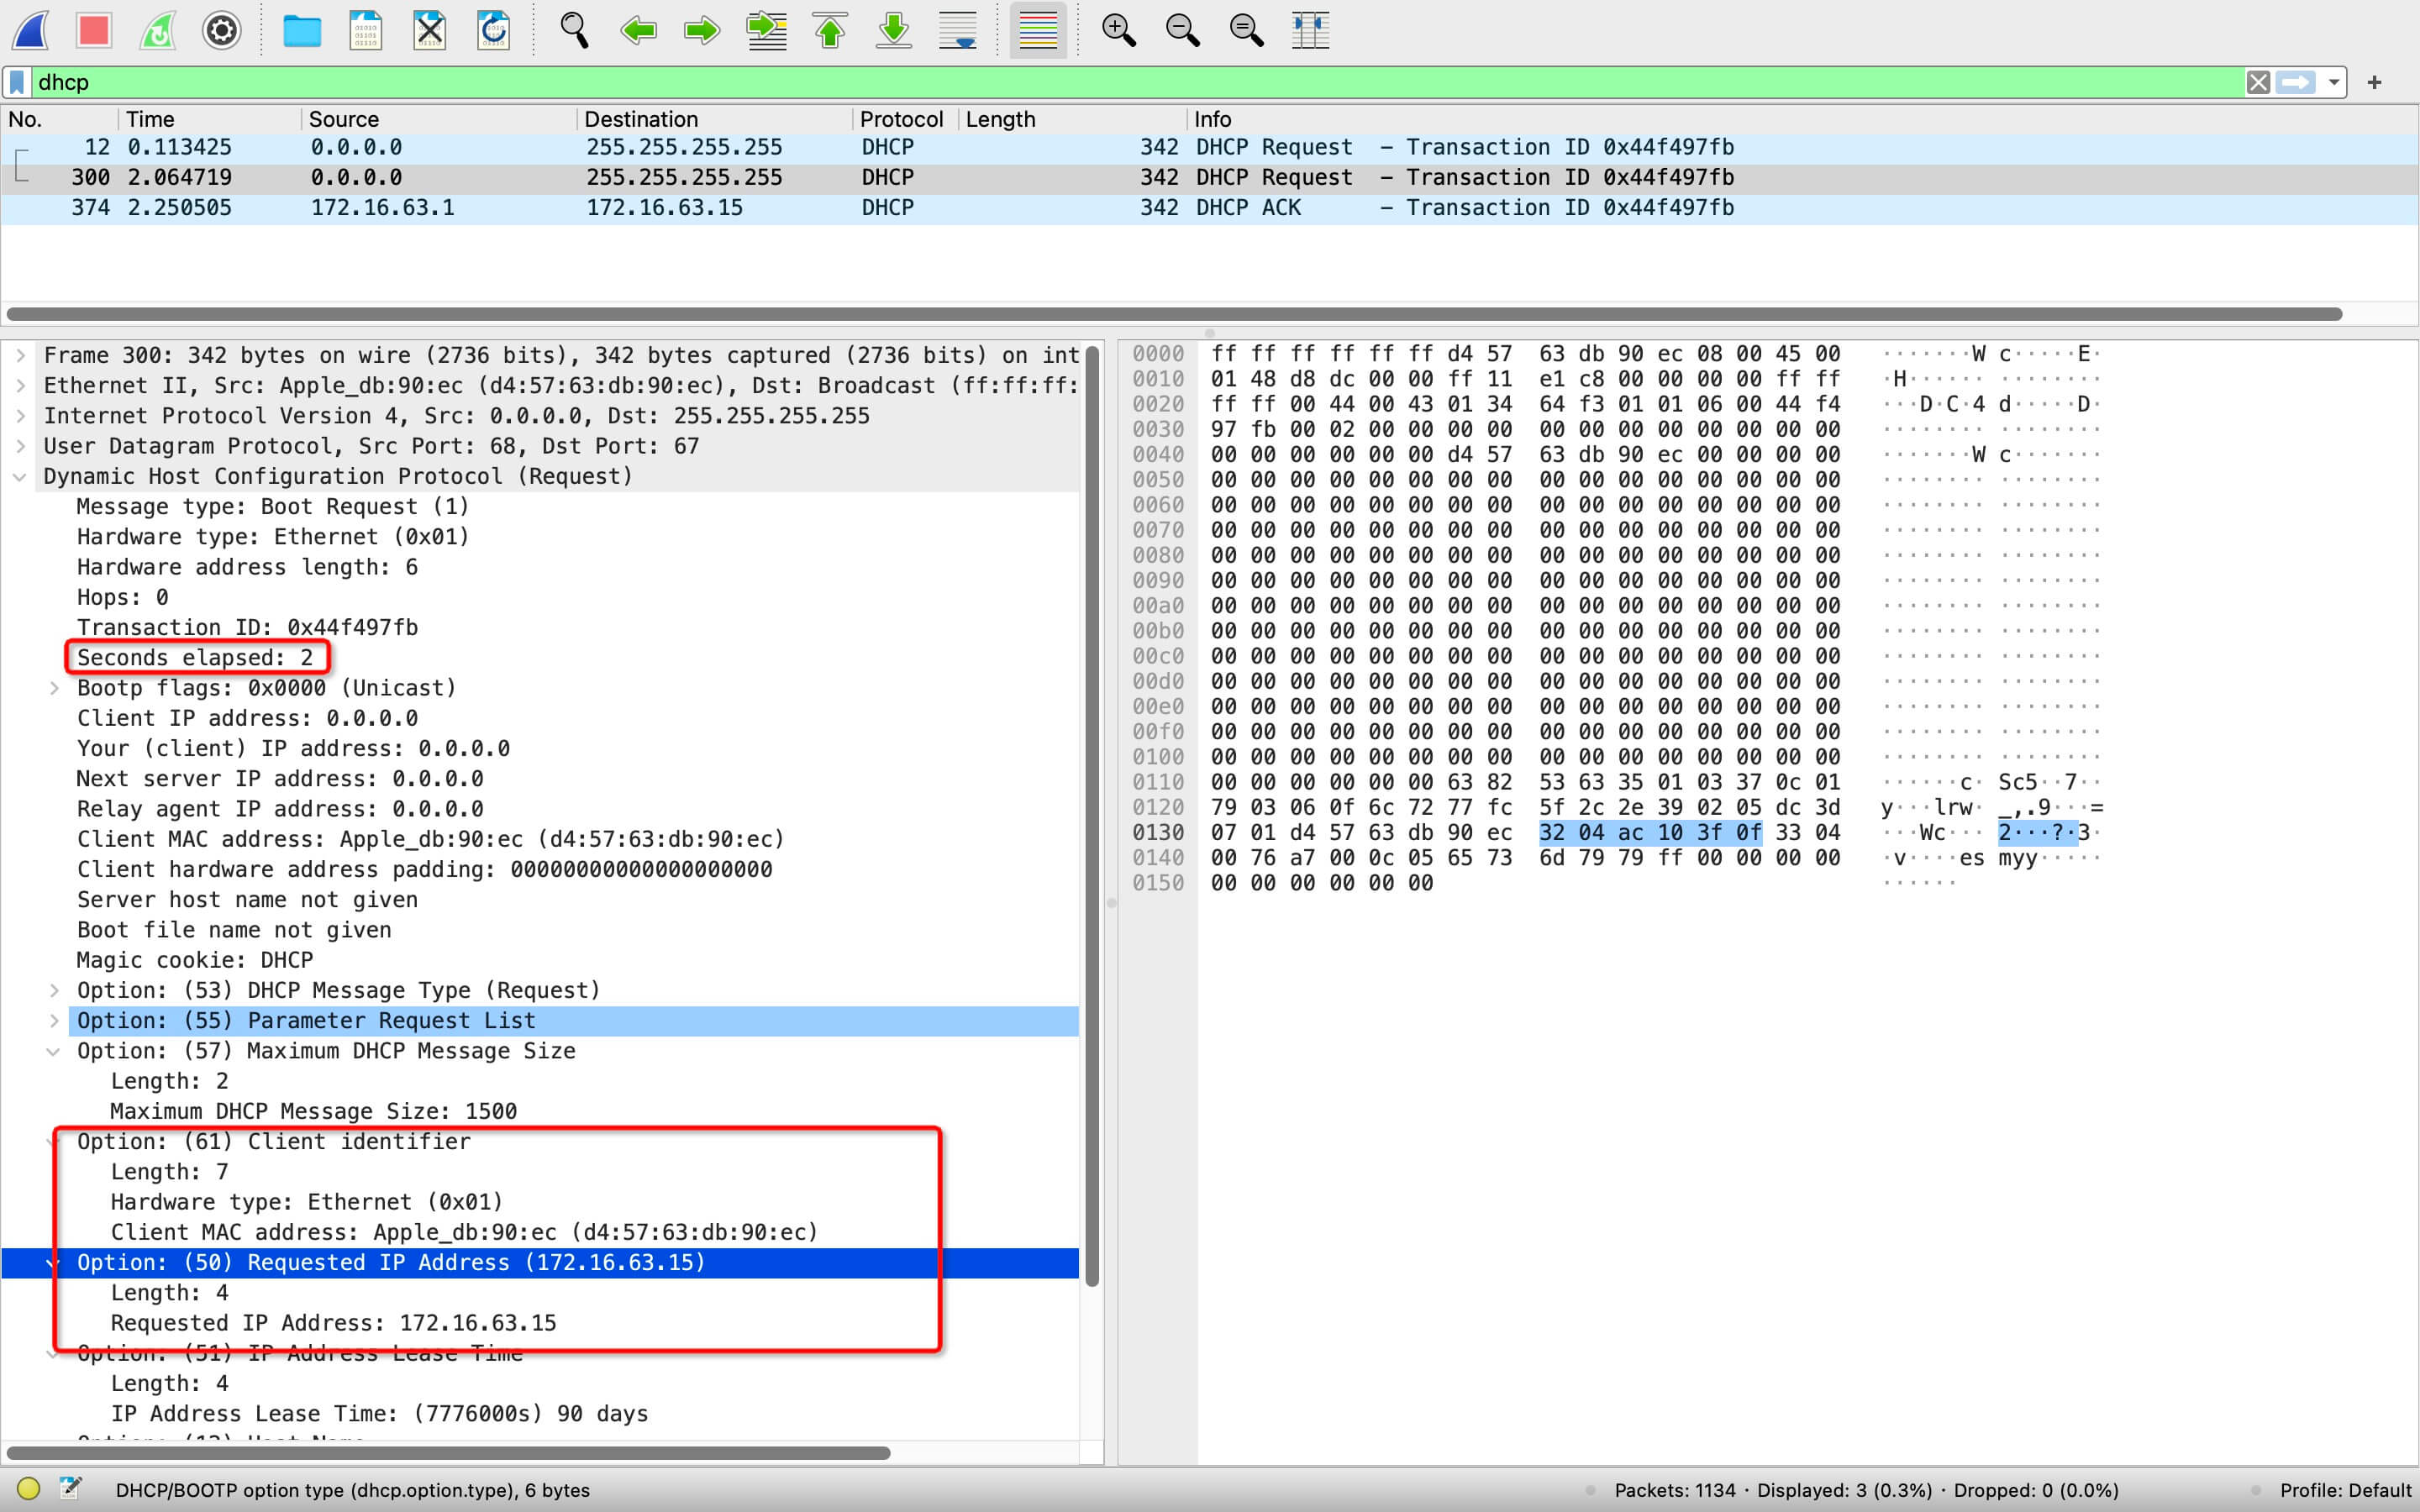 dhcp
No. Time Source Destination Protocol Length Info
12 0.113425 0.0.0.0 255.255.255.255 DHCP 342 DHCP Request – Transaction ID 0x44f497fb
300 2.064719 0.0.0.0 255.255.255.255 DHCP 342 DHCP Request – Transaction ID 0x44f497fb
374 2.250505 172.16.63.1 172.16.63.15 DHCP 342 DHCP ACK – Transaction ID 0x44f497fb
Frame 300: 342 bytes on wire (2736 bits), 342 bytes captured (2736 bits) on int
Ethernet II, Src: Apple_db:90:ec (d4:57:63:db:90:ec), Dst: Broadcast (ff:ff:ff:
Internet Protocol Version 4, Src: 0.0.0.0, Dst: 255.255.255.255
User Datagram Protocol, Src Port: 68, Dst Port: 67
Dynamic Host Configuration Protocol (Request)
Message type: Boot Request (1)
Hardware type: Ethernet (0x01)
Hardware address length: 6
Hops: 0
Transaction ID: 0x44f497fb
Seconds elapsed: 2
Bootp flags: 0x0000 (Unicast)
Client IP address: 0.0.0.0
Your (client) IP address: 0.0.0.0
Next server IP address: 0.0.0.0
Relay agent IP address: 0.0.0.0
Client MAC address: Apple_db:90:ec (d4:57:63:db:90:ec)
Client hardware address padding: 00000000000000000000
Server host name not given
Boot file name not given
Magic cookie: DHCP
Option: (53) DHCP Message Type (Request)
Option: (55) Parameter Request List
Option: (57) Maximum DHCP Message Size
Length: 2
Maximum DHCP Message Size: 1500
Option: (61) Client identifier
Length: 7
Hardware type: Ethernet (0x01)
Client MAC address: Apple_db:90:ec (d4:57:63:db:90:ec)
Option: (50) Requested IP Address (172.16.63.15)
Length: 4
Requested IP Address: 172.16.63.15
Option: (51) IP Address Lease Time
Length: 4
IP Address Lease Time: (7776000s) 90 days
Option: (12) Host Name
0000 ff ff ff ff ff ff d4 57 63 db 90 ec 08 00 45 00 ·······W c·····E·
0010 01 48 d8 dc 00 00 ff 11 e1 c8 00 00 00 00 ff ff ·H······ ········
0020 ff ff 00 44 00 43 01 34 64 f3 01 01 06 00 44 f4 ···D·C·4 d·····D·
0030 97 fb 00 02 00 00 00 00 00 00 00 00 00 00 00 00 ········ ········
0040 00 00 00 00 00 00 d4 57 63 db 90 ec 00 00 00 00 ·······W c·······
0050 00 00 00 00 00 00 00 00 00 00 00 00 00 00 00 00 ········ ········
0060 00 00 00 00 00 00 00 00 00 00 00 00 00 00 00 00 ········ ········
0070 00 00 00 00 00 00 00 00 00 00 00 00 00 00 00 00 ········ ········
0080 00 00 00 00 00 00 00 00 00 00 00 00 00 00 00 00 ········ ········
0090 00 00 00 00 00 00 00 00 00 00 00 00 00 00 00 00 ········ ········
00a0 00 00 00 00 00 00 00 00 00 00 00 00 00 00 00 00 ········ ········
00b0 00 00 00 00 00 00 00 00 00 00 00 00 00 00 00 00 ········ ········
00c0 00 00 00 00 00 00 00 00 00 00 00 00 00 00 00 00 ········ ········
00d0 00 00 00 00 00 00 00 00 00 00 00 00 00 00 00 00 ········ ········
00e0 00 00 00 00 00 00 00 00 00 00 00 00 00 00 00 00 ········ ········
00f0 00 00 00 00 00 00 00 00 00 00 00 00 00 00 00 00 ········ ········
0100 00 00 00 00 00 00 00 00 00 00 00 00 00 00 00 00 ········ ········
0110 00 00 00 00 00 00 63 82 53 63 35 01 03 37 0c 01 ······c· Sc5··7··
0120 79 03 06 0f 6c 72 77 fc 5f 2c 2e 39 02 05 dc 3d y···lrw· _,.9···=
0130 07 01 d4 57 63 db 90 ec 32 04 ac 10 3f 0f 33 04 ···Wc··· 2···?·3·
0140 00 76 a7 00 0c 05 65 73 6d 79 79 ff 00 00 00 00 ·v····es myy·····
0150 00 00 00 00 00 00 ······
DHCP/BOOTP option type (dhcp.option.type), 6 bytes Packets: 1134 · Displayed: 3 (0.3%) · Dropped: 0 (0.0%) Profile: Default